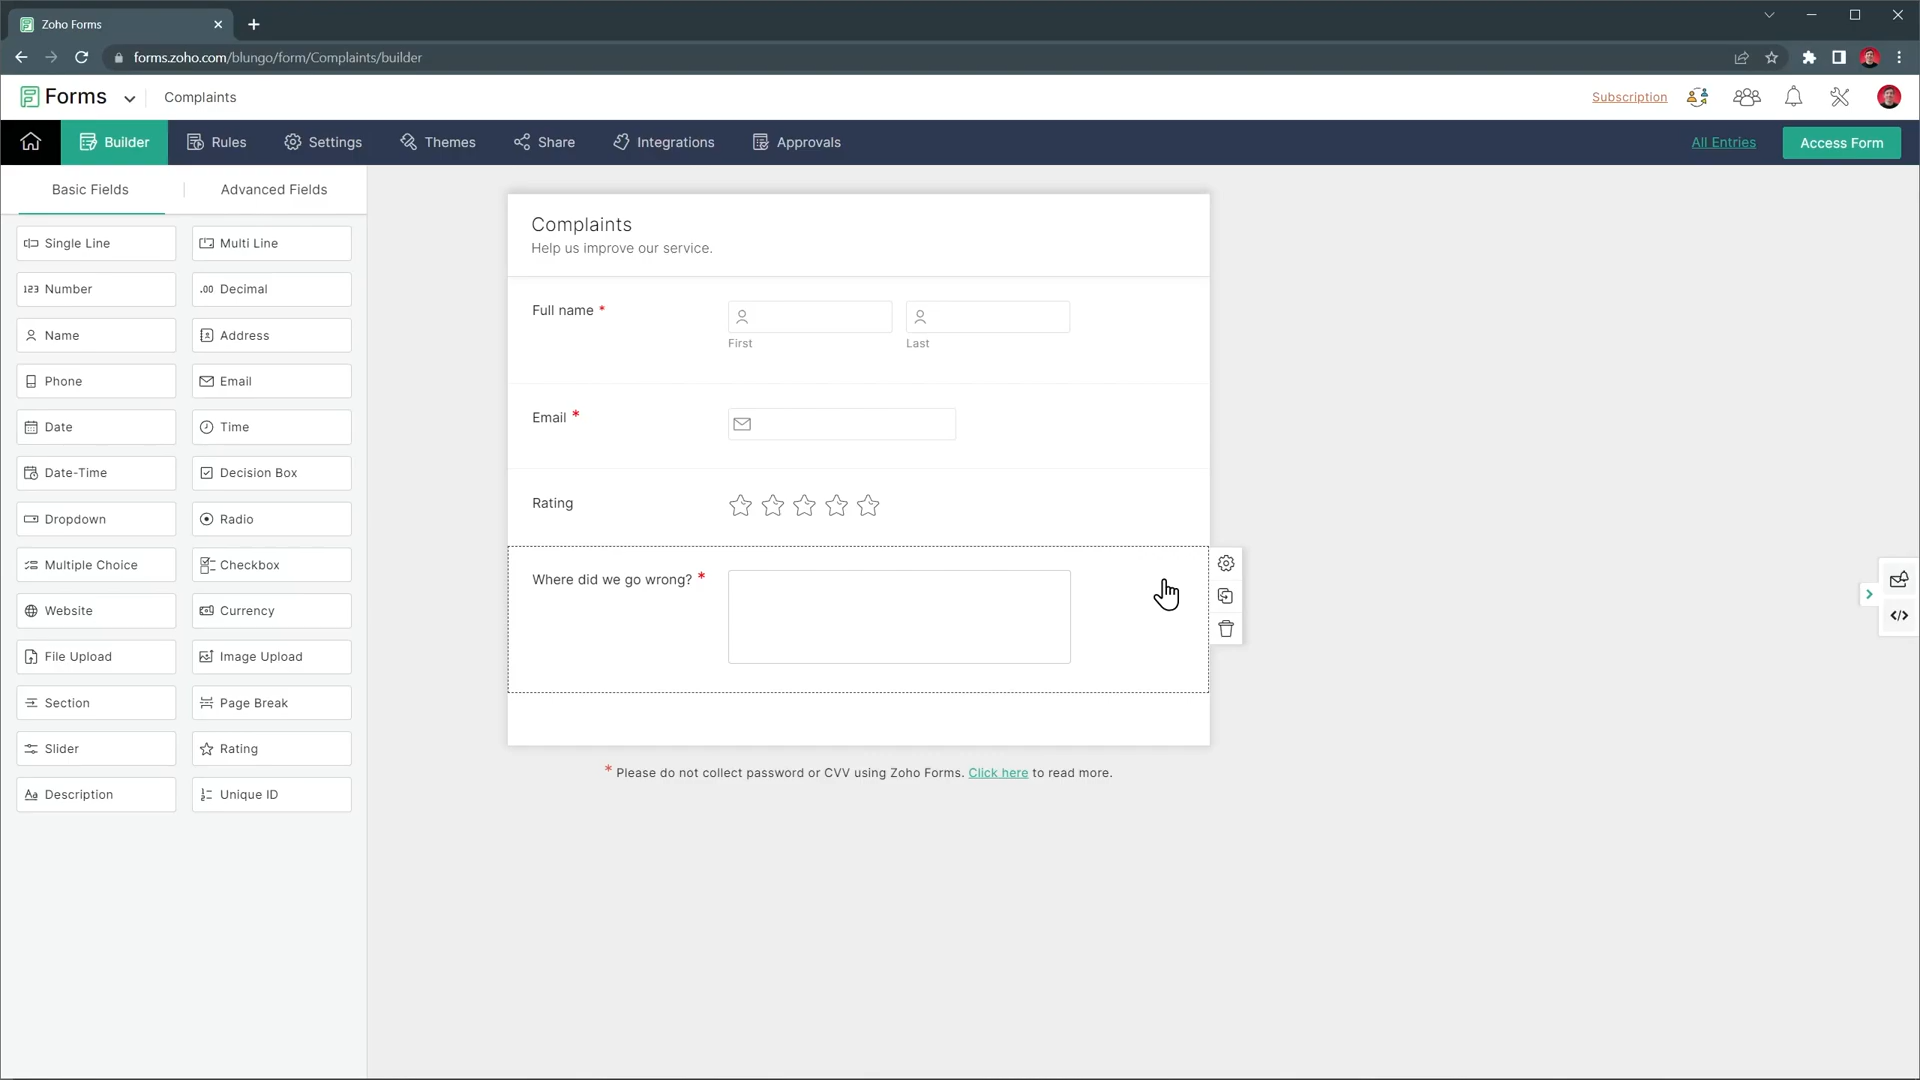 Zoho Forms
forms.zoho.com/blungo/form/Complaints/builder
Forms
Complaints
Subscription
Builder
Rules
Settings
Themes
Share
Integrations
Approvals
All Entries
Access Form
Basic Fields
Advanced Fields
Single Line
Multi Line
123 Number
.00 Decimal
Name
Address
Phone
Email
Date
Time
Date-Time
Decision Box
Dropdown
Radio
Multiple Choice
Checkbox
Website
Currency
File Upload
Image Upload
Section
Page Break
Slider
Rating
Aa Description
Unique ID
Complaints
Help us improve our service.
Full name *
First
Last
Email *
Rating
Where did we go wrong? *
* Please do not collect password or CVV using Zoho Forms. Click here to read more.